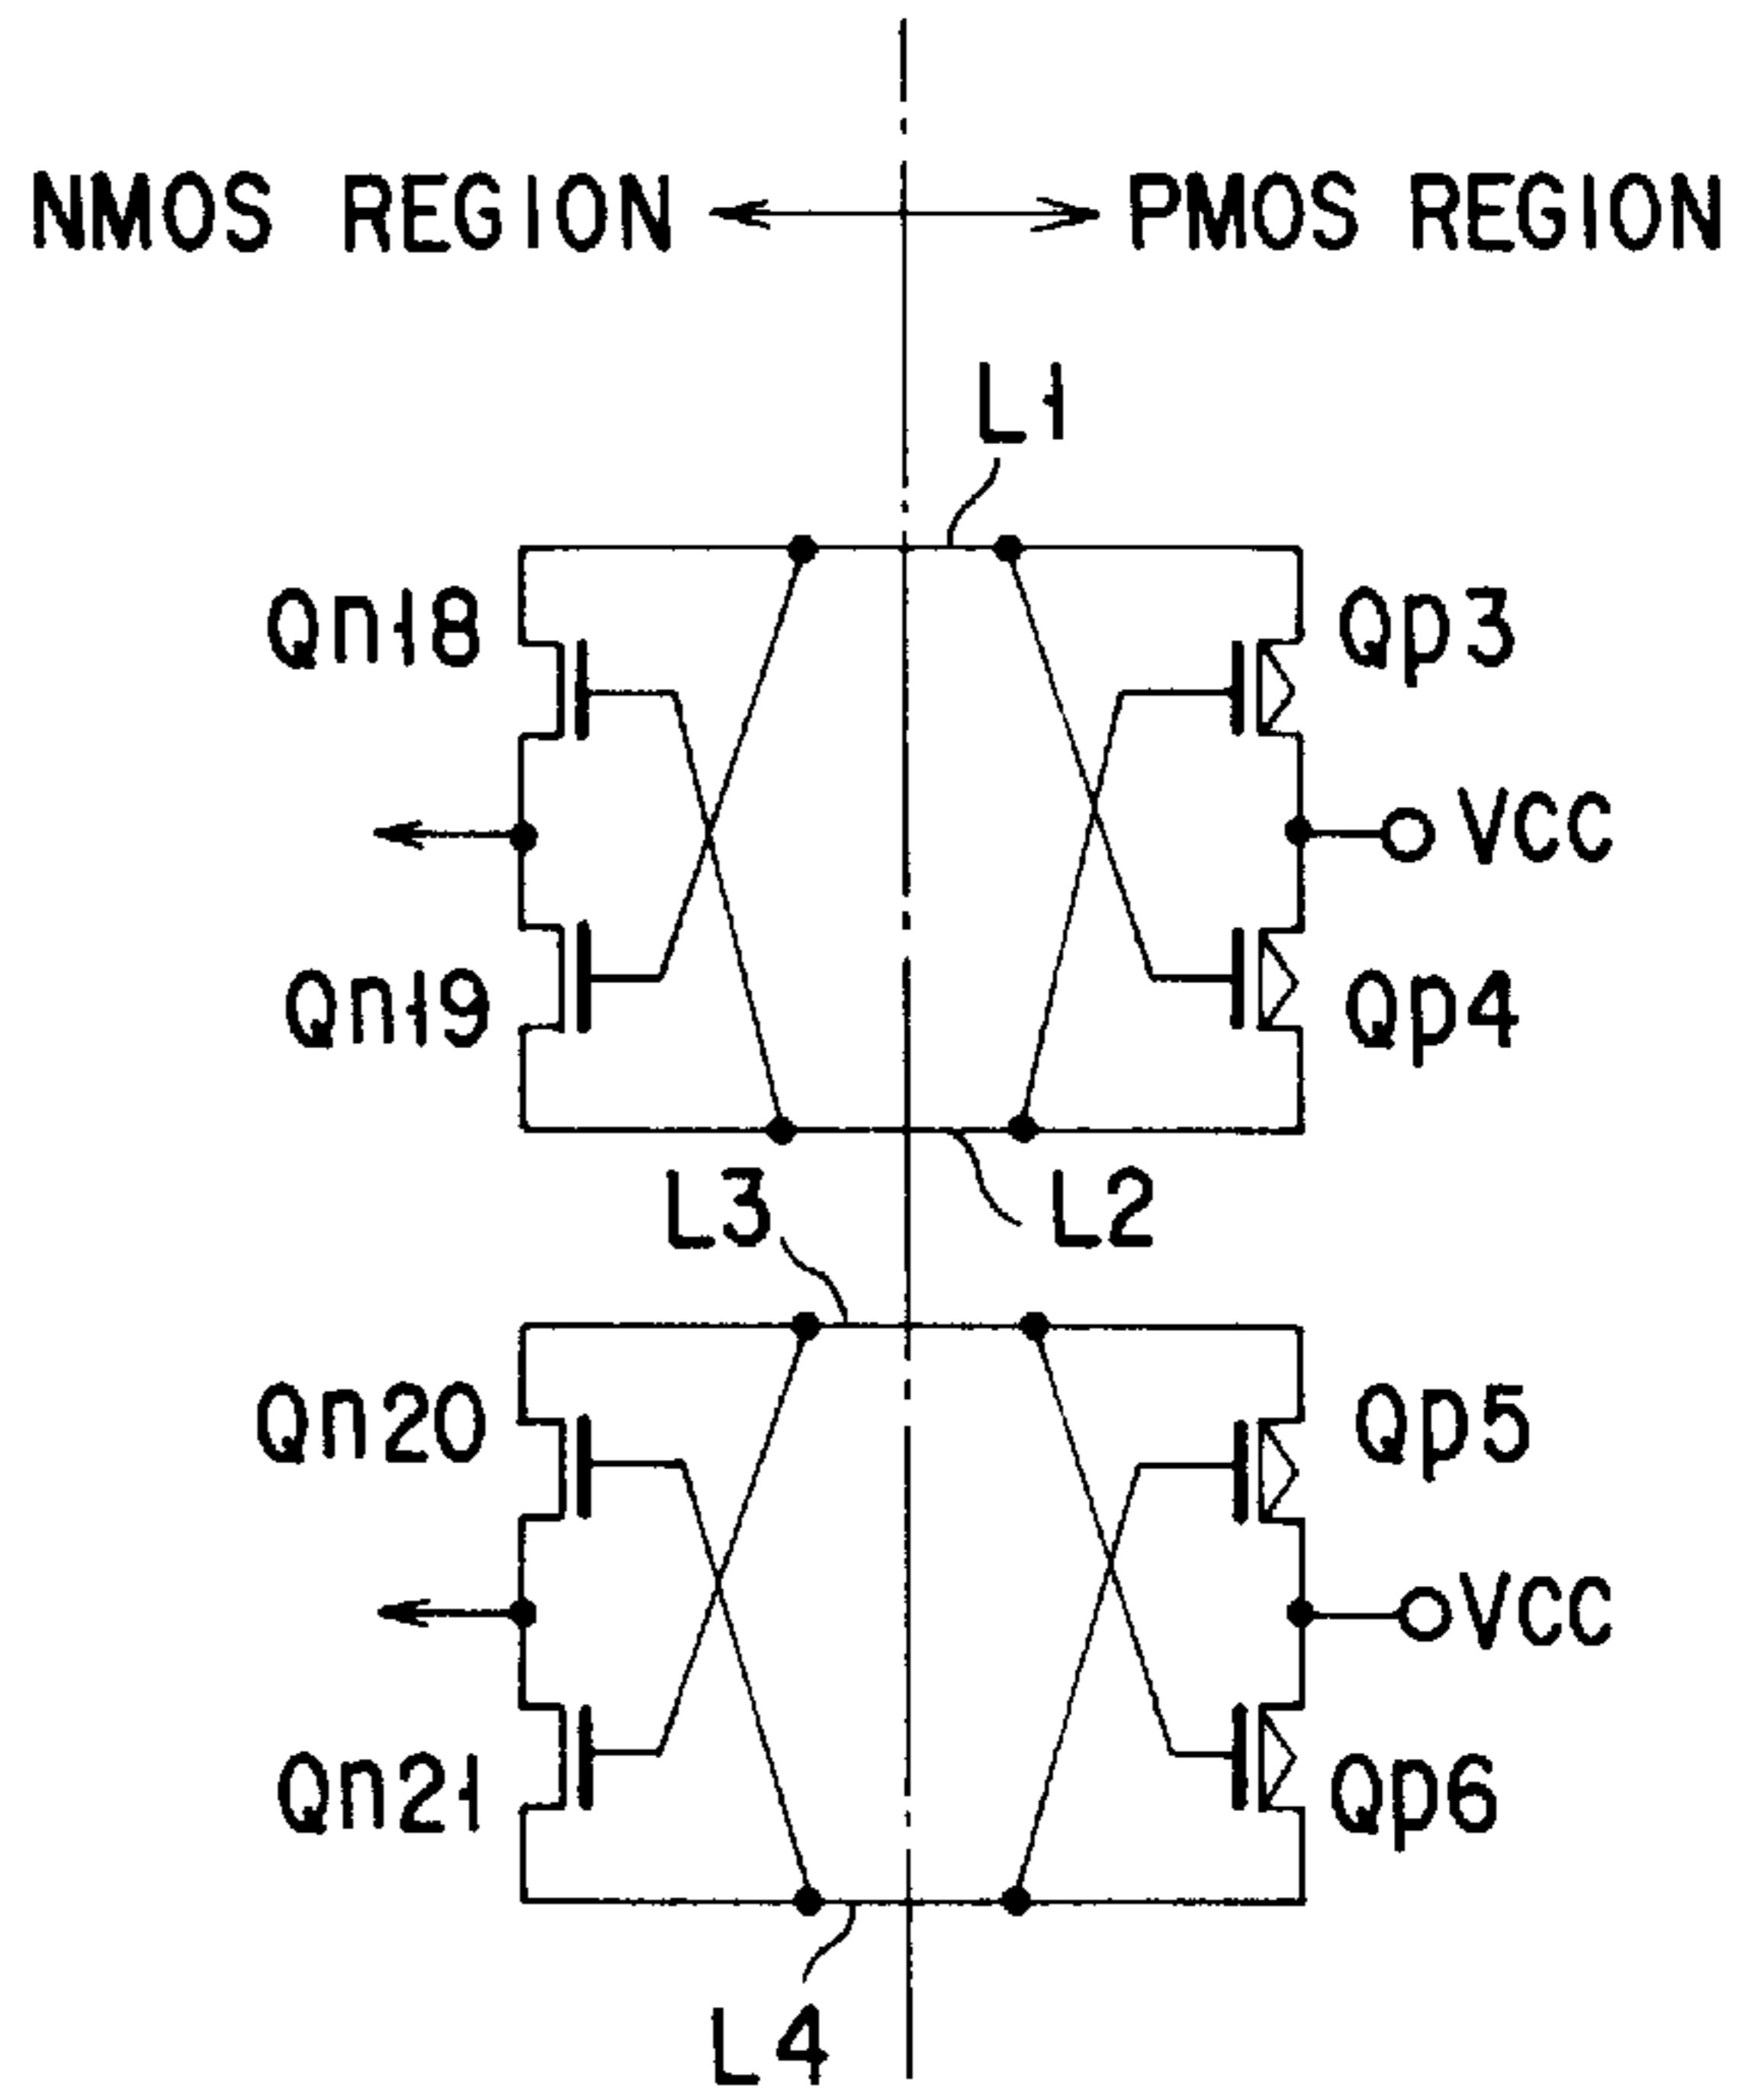 NMOS REGION PMOS REGION
L1
Qn18 Qp3
VCC
Qn19 Qp4
L3 L2
Qn20 Qp5
VCC
Qn21 Qp6
L4